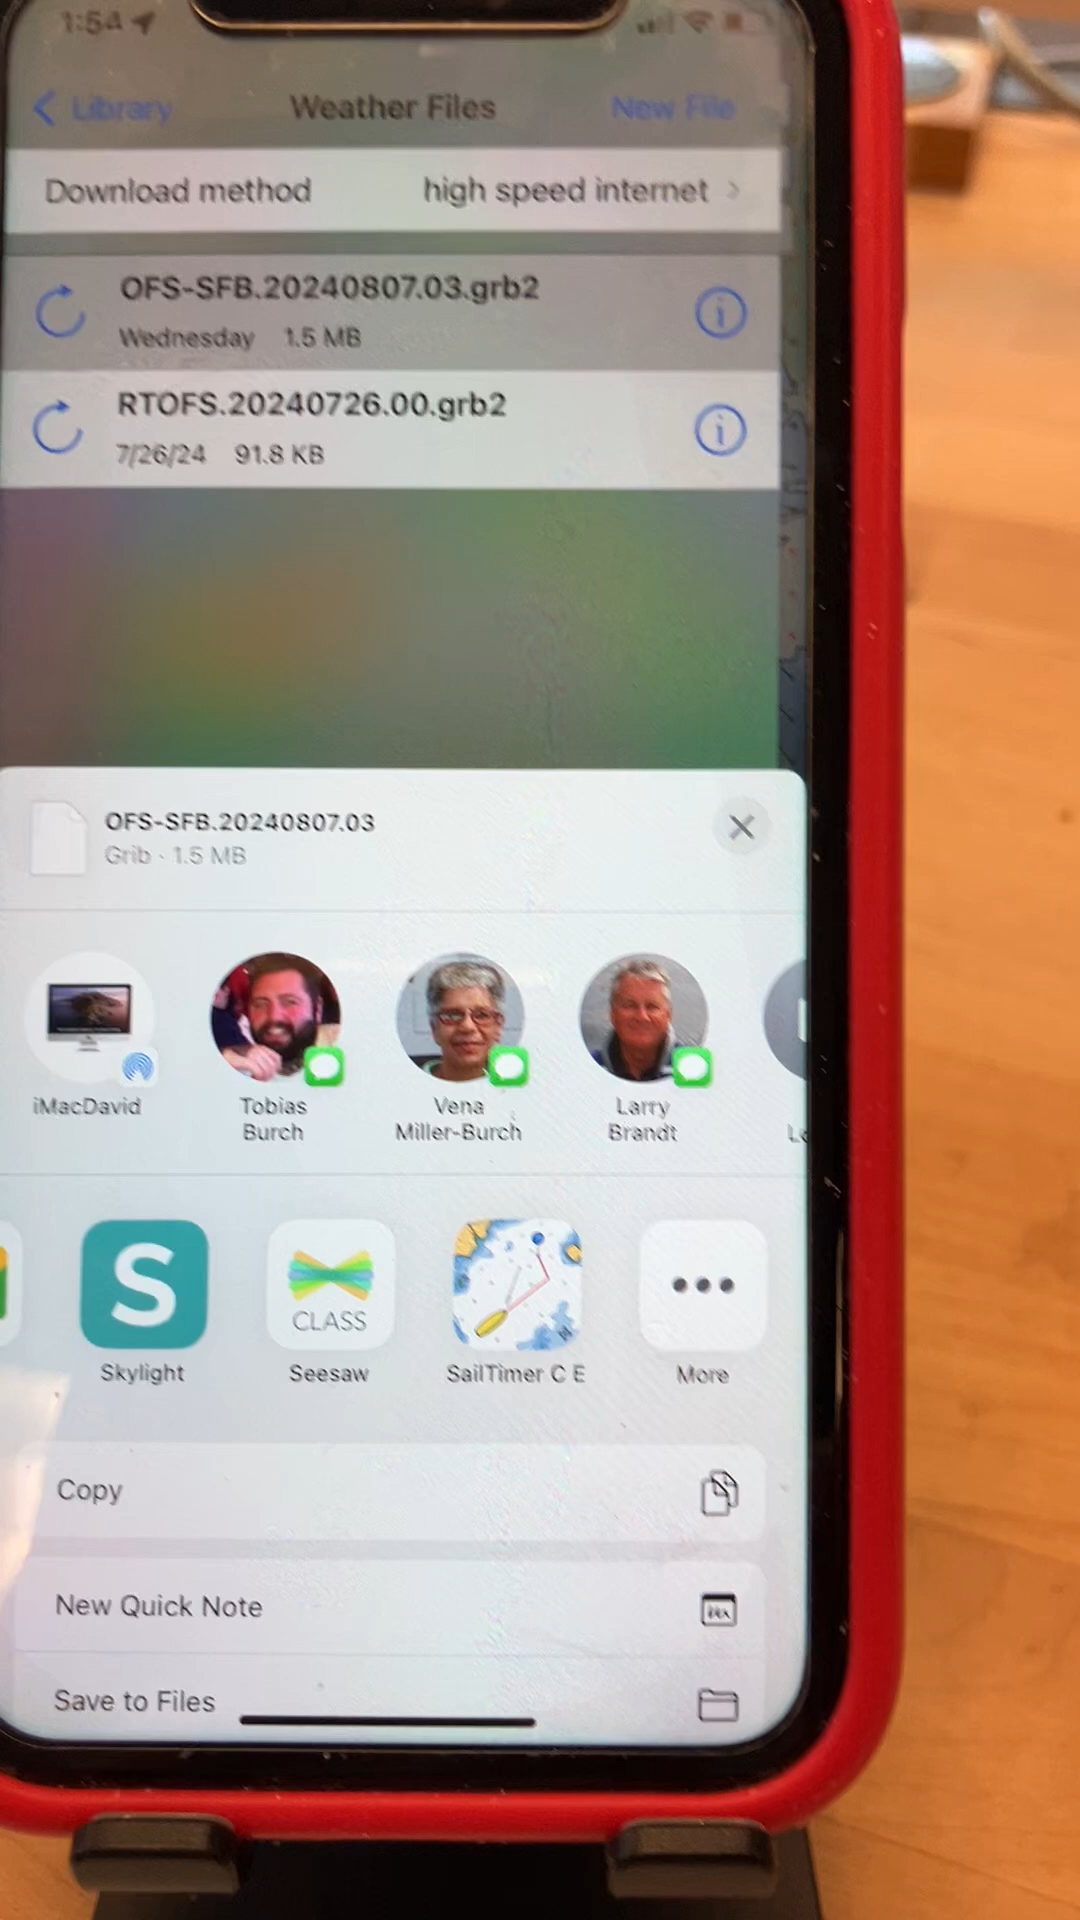 1:54
Library Weather Files New File
Download method high speed internet
OFS-SFB.20240807.03.grb2
Wednesday 1.5 MB
RTOFS.20240726.00.grb2
7/26/24 91.8 KB
OFS-SFB.20240807.03
Grib · 1.5 MB
iMacDavid
Tobias
Burch
Vena
Miller-Burch
Larry
Brandt
S
CLASS
Skylight
Seesaw
SailTimer C E
More
Copy
New Quick Note
Save to Files